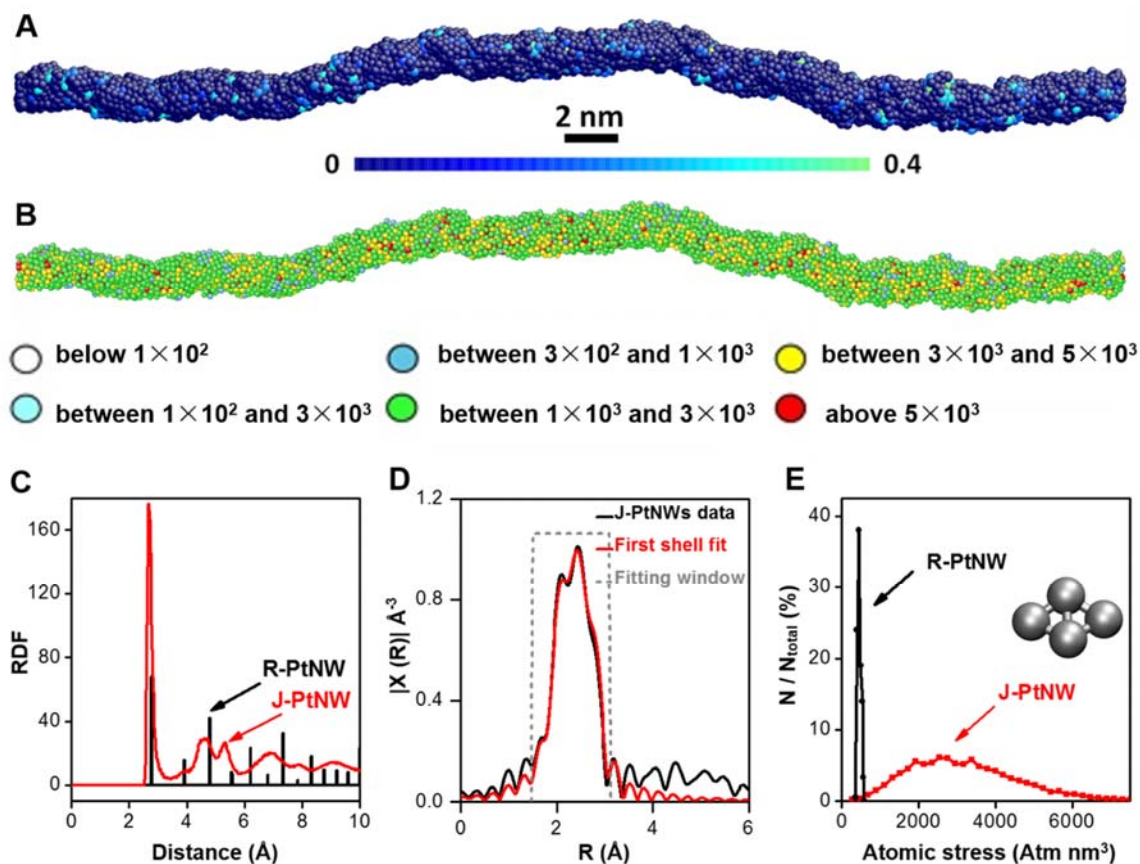 A
2 nm
0 0.4
B
below 1×10²
between 3×10² and 1×10³
between 3×10³ and 5×10³
between 1×10² and 3×10³
between 1×10³ and 3×10³
above 5×10³
C
RDF
160
120
80
40
0
R-PtNW
J-PtNW
0 2 4 6 8 10
Distance (Å)
D
|X (R)| Å⁻³
1.2
0.8
0.4
0.0
J-PtNWs data
First shell fit
Fitting window
0 2 4 6
R (Å)
E
N / Ntotal (%)
40
30
20
10
0
R-PtNW
J-PtNW
0 2000 4000 6000
Atomic stress (Atm nm³)